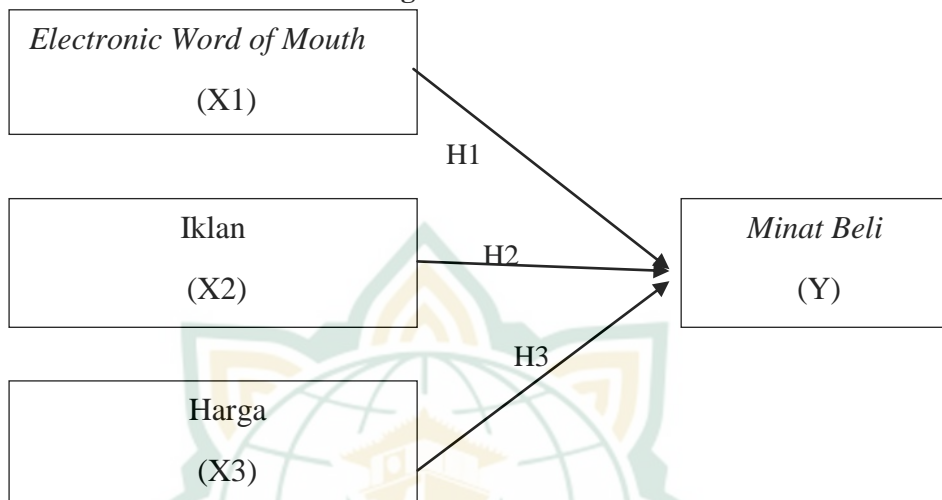 Electronic Word of Mouth
(X1)
H1
Iklan
(X2)
H2
Minat Beli
(Y)
H3
Harga
(X3)